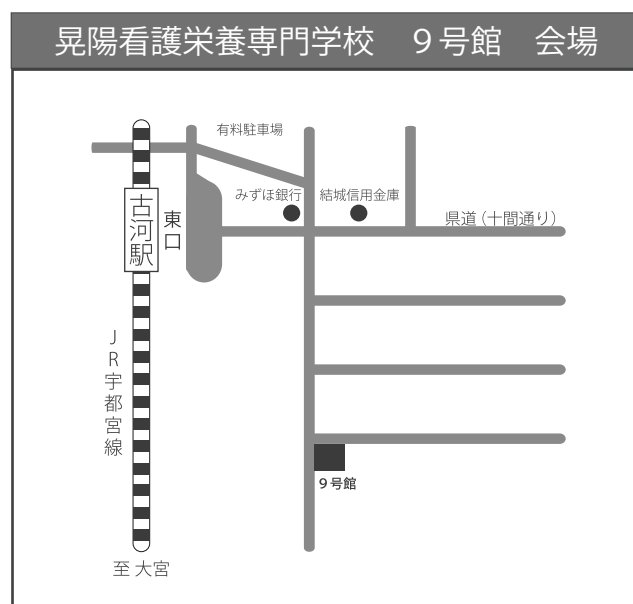 晃陽看護栄養専門学校　９号館　会場
有料駐車場
みずほ銀行
結城信用金庫
古河駅
東口
県道（十間通り）
ＪＲ宇都宮線
９号館
至 大宮